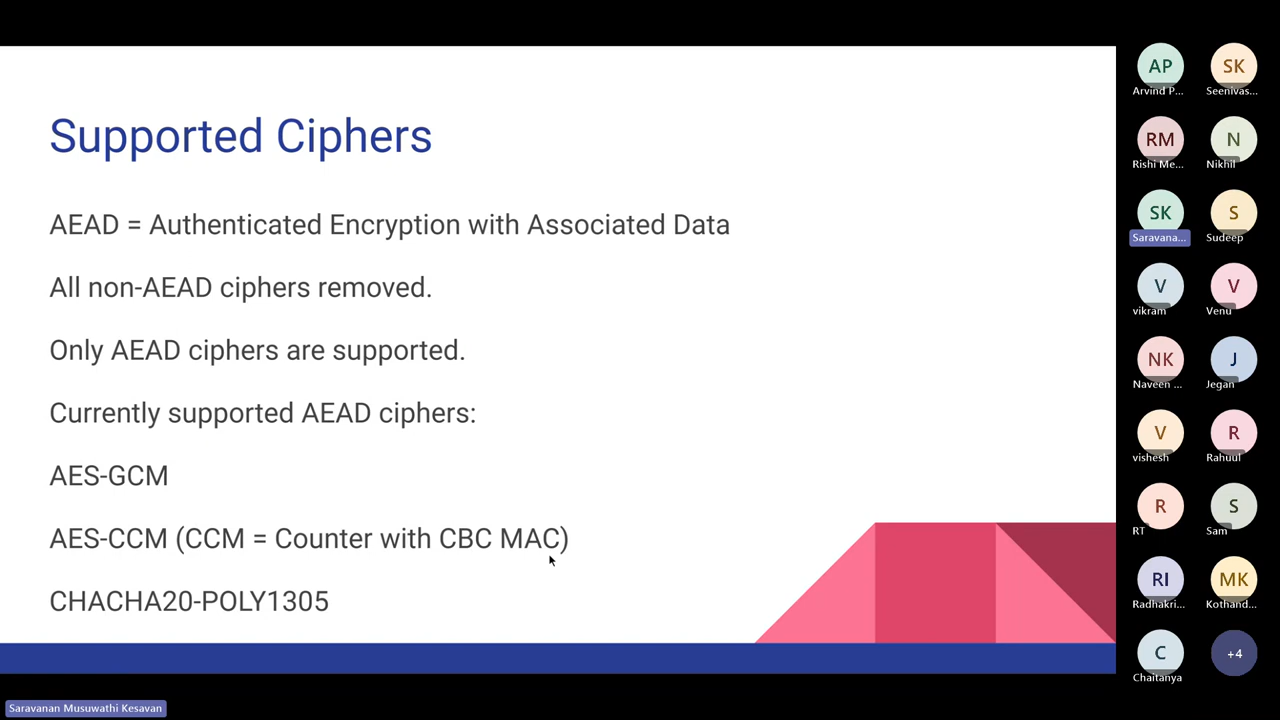 Supported Ciphers
AEAD = Authenticated Encryption with Associated Data
All non-AEAD ciphers removed.
Only AEAD ciphers are supported.
Currently supported AEAD ciphers:
AES-GCM
AES-CCM (CCM = Counter with CBC MAC)
CHACHA20-POLY1305
AP
Arvind P...
SK
Seenivas...
RM
Rishi Me...
N
Nikhil
SK
Saravana...
S
Sudeep
V
vikram
V
Venu
NK
Naveen ...
J
Jegan
V
vishesh
R
Rahuul
R
RT
S
Sam
RI
Radhakri...
MK
Kothand...
C
Chaitanya
+4
Saravanan Musuwathi Kesavan